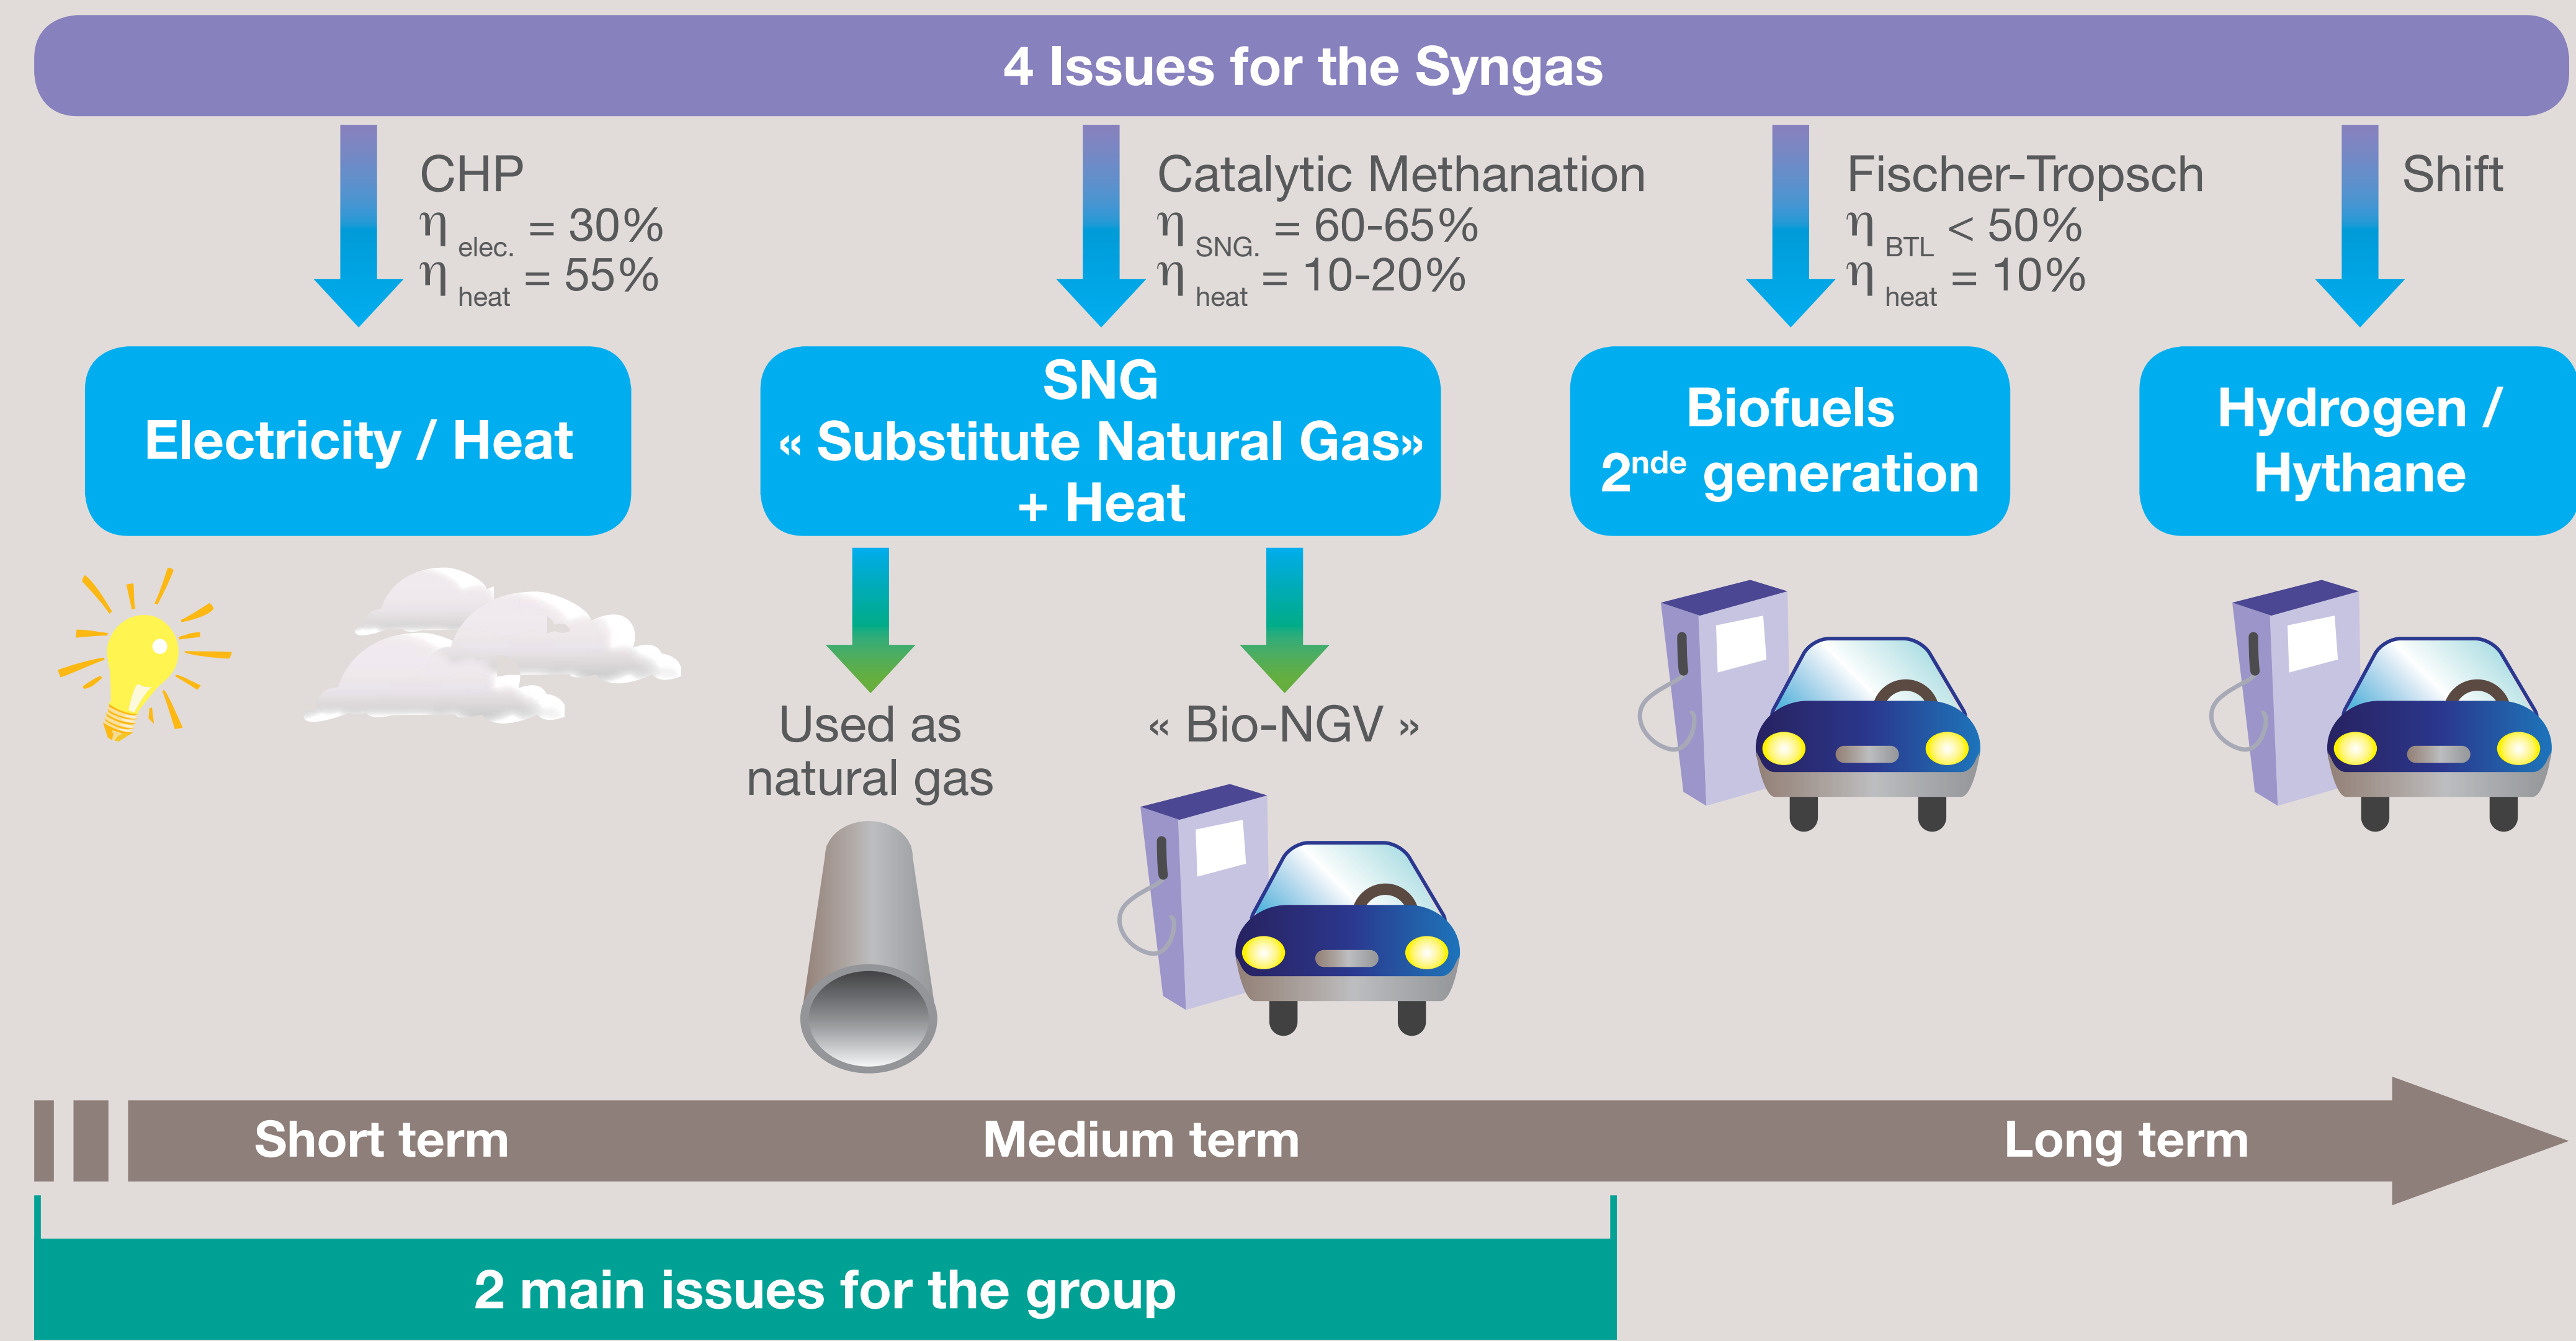 4 Issues for the Syngas
CHP
η elec. = 30%
η heat = 55%
Catalytic Methanation
η SNG. = 60-65%
η heat = 10-20%
Fischer-Tropsch
η BTL < 50%
η heat = 10%
Shift
Electricity / Heat
SNG
« Substitute Natural Gas»
+ Heat
Biofuels
2nde generation
Hydrogen /
Hythane
Used as
natural gas
« Bio-NGV »
Short term
Medium term
Long term
2 main issues for the group